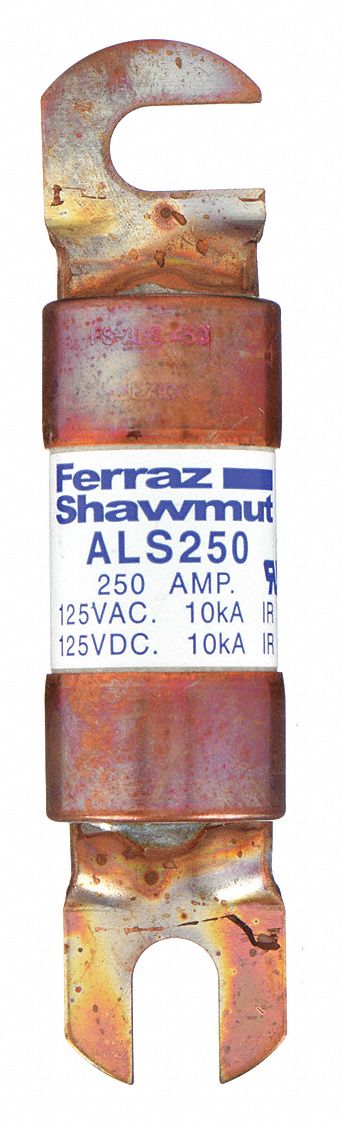 Ferraz
Shawmut
ALS250
250 AMP.
125VAC. 10kA IR
125VDC. 10kA IR